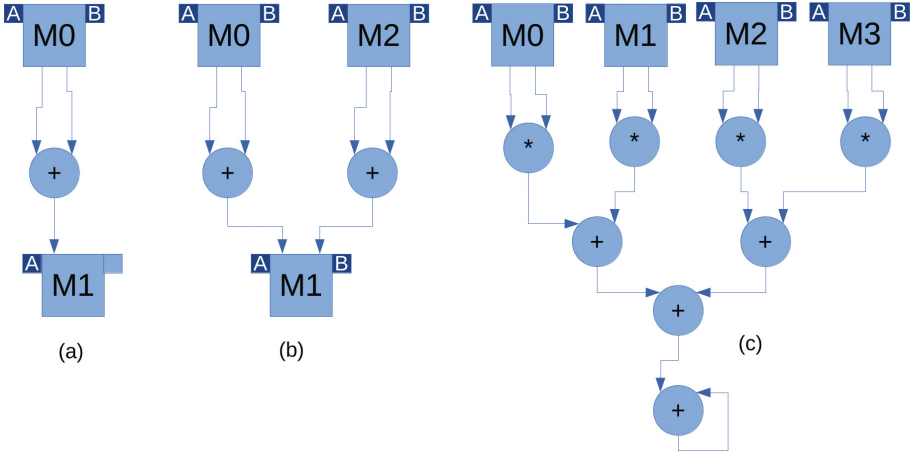 A M0 B
A M0 B
M2 B
A M0 B
A M1 B
A M2 B
A M3 B
+
+
+
*
*
*
*
+
+
A M1
A M1 B
+
(a)
(b)
(c)
+